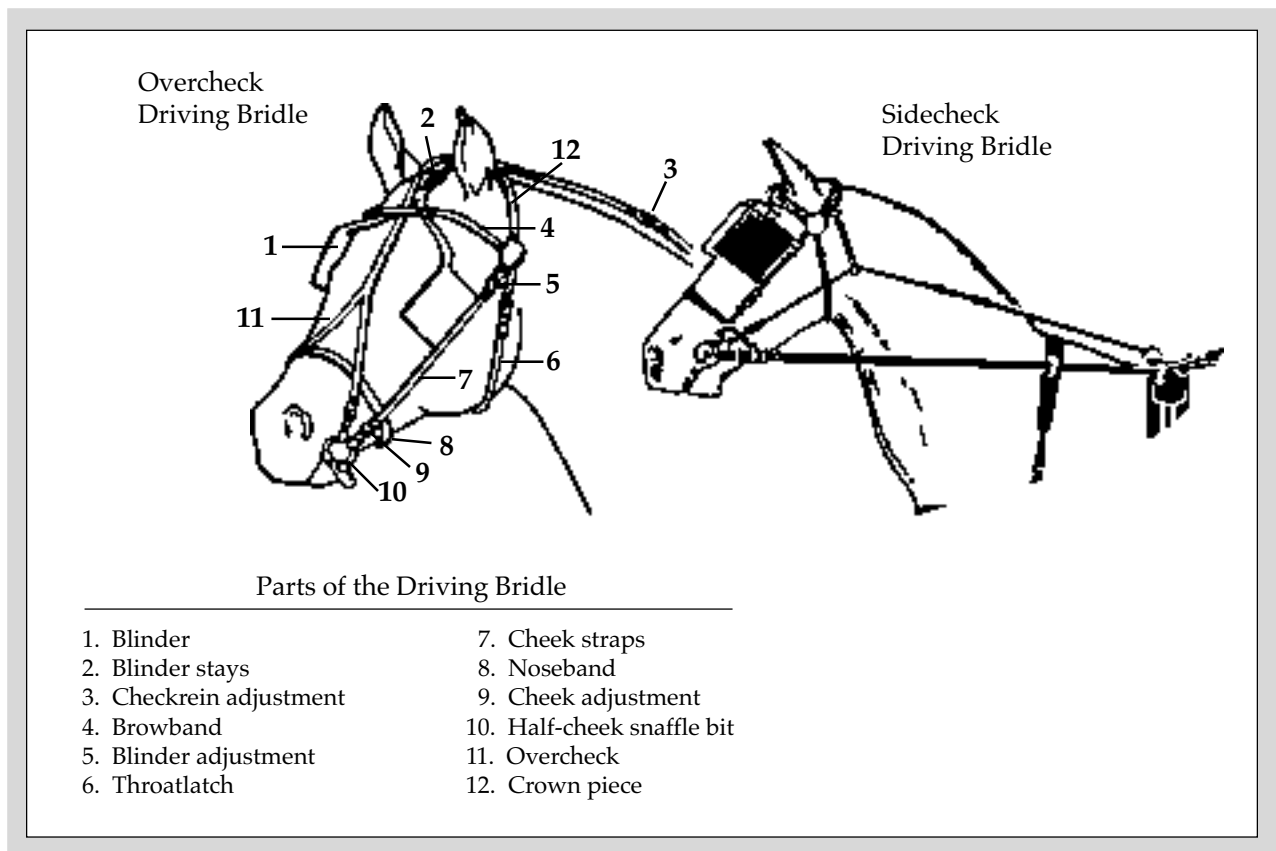 Overcheck
Driving Bridle
Sidecheck
Driving Bridle
2
12
3
1
4
5
11
6
7
8
9
10
Parts of the Driving Bridle
1. Blinder
2. Blinder stays
3. Checkrein adjustment
4. Browband
5. Blinder adjustment
6. Throatlatch
7. Cheek straps
8. Noseband
9. Cheek adjustment
10. Half-cheek snaffle bit
11. Overcheck
12. Crown piece